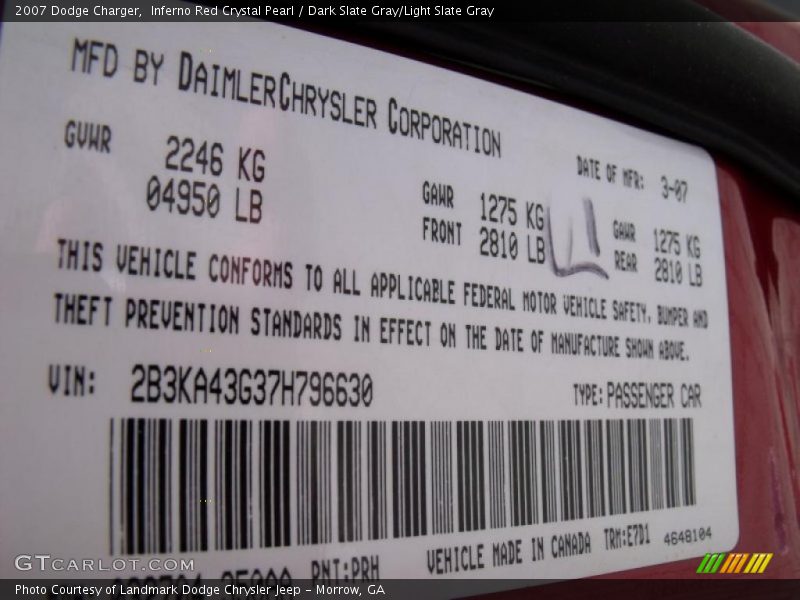 2007 Dodge Charger, Inferno Red Crystal Pearl / Dark Slate Gray/Light Slate Gray
MFD BY DAIMLERCHRYSLER CORPORATION
DATE OF MFR: 3-07
GVWR 2246 KG
04950 LB
GAWR 1275 KG
FRONT 2810 LB
GAWR 1275 KG
REAR 2810 LB
THIS VEHICLE CONFORMS TO ALL APPLICABLE FEDERAL MOTOR VEHICLE SAFETY, BUMPER AND
THEFT PREVENTION STANDARDS IN EFFECT ON THE DATE OF MANUFACTURE SHOWN ABOVE.
VIN: 2B3KA43G37H796630
TYPE: PASSENGER CAR
PNT:PRH
VEHICLE MADE IN CANADA TRM:E7D1 4648104
GTCARLOT.COM
Photo Courtesy of Landmark Dodge Chrysler Jeep – Morrow, GA